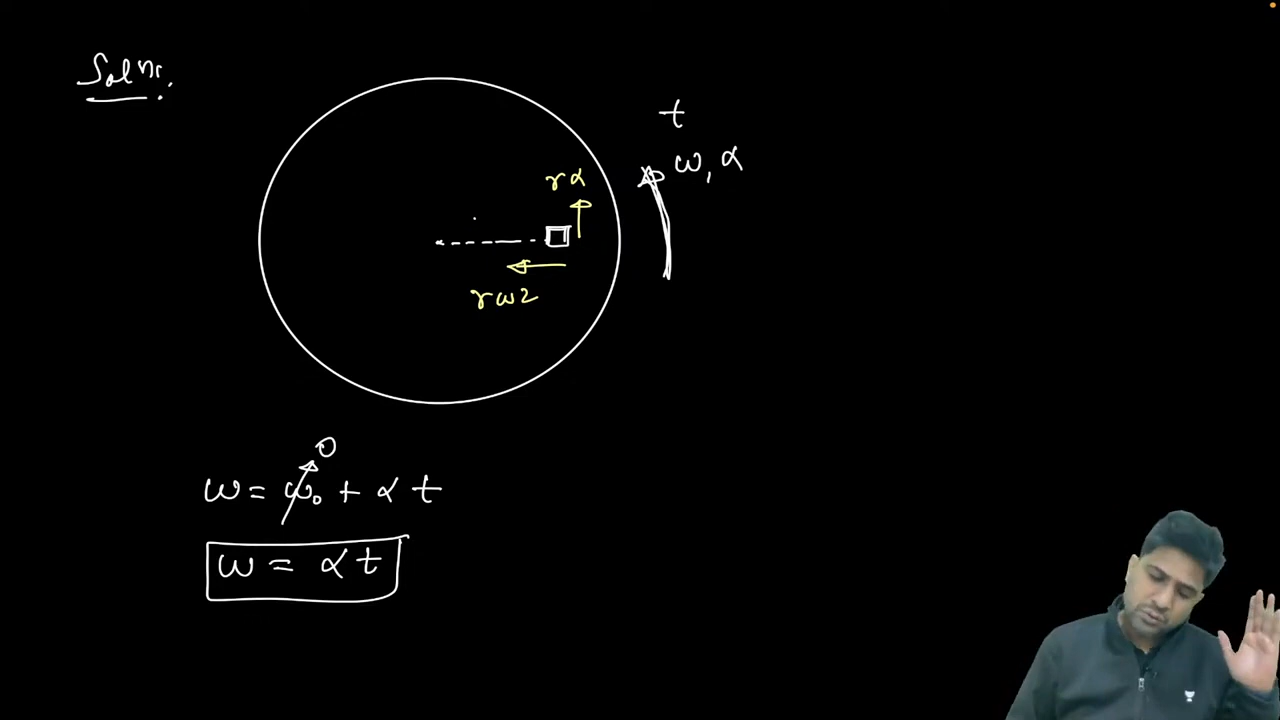 Soln:
t
ω, α
rα
rω2
0
ω = ω₀ + α t
ω = α t